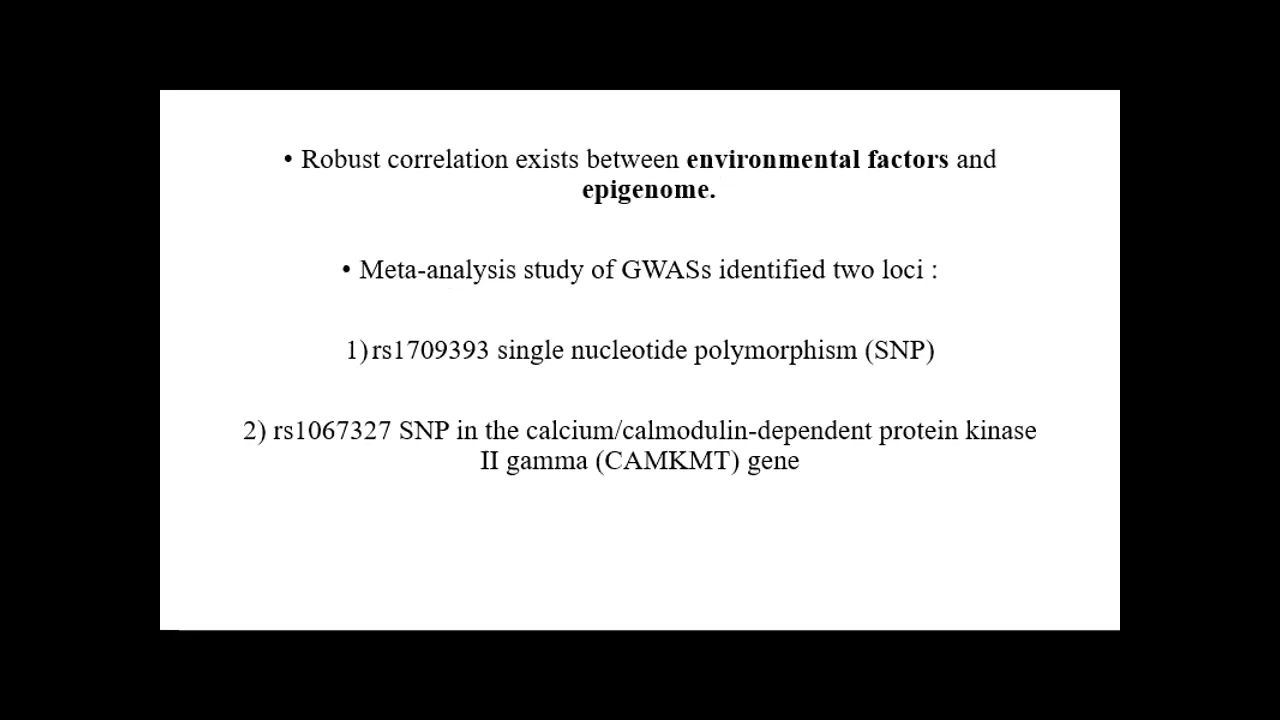 • Robust correlation exists between environmental factors and
epigenome.
• Meta-analysis study of GWASs identified two loci :
1) rs1709393 single nucleotide polymorphism (SNP)
2) rs1067327 SNP in the calcium/calmodulin-dependent protein kinase
II gamma (CAMKMT) gene